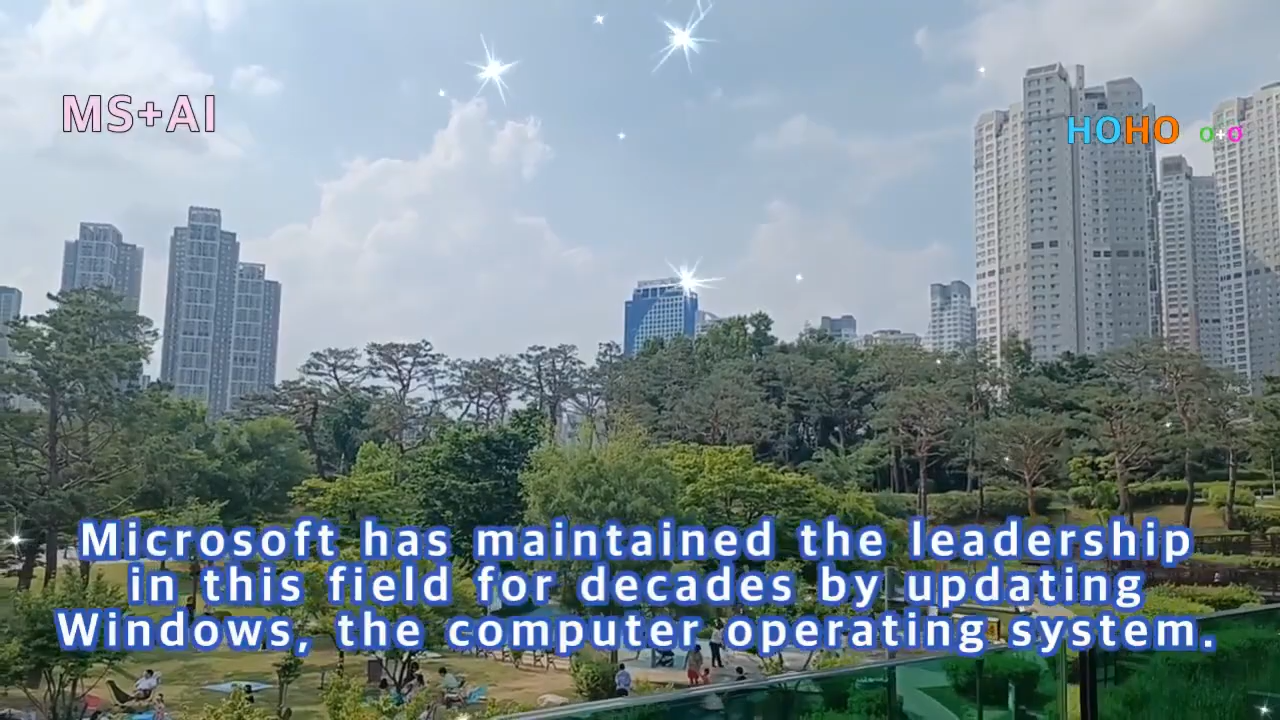 MS+AI
HOHO o+σ
Microsoft has maintained the leadership
in this field for decades by updating
Windows, the computer operating system.